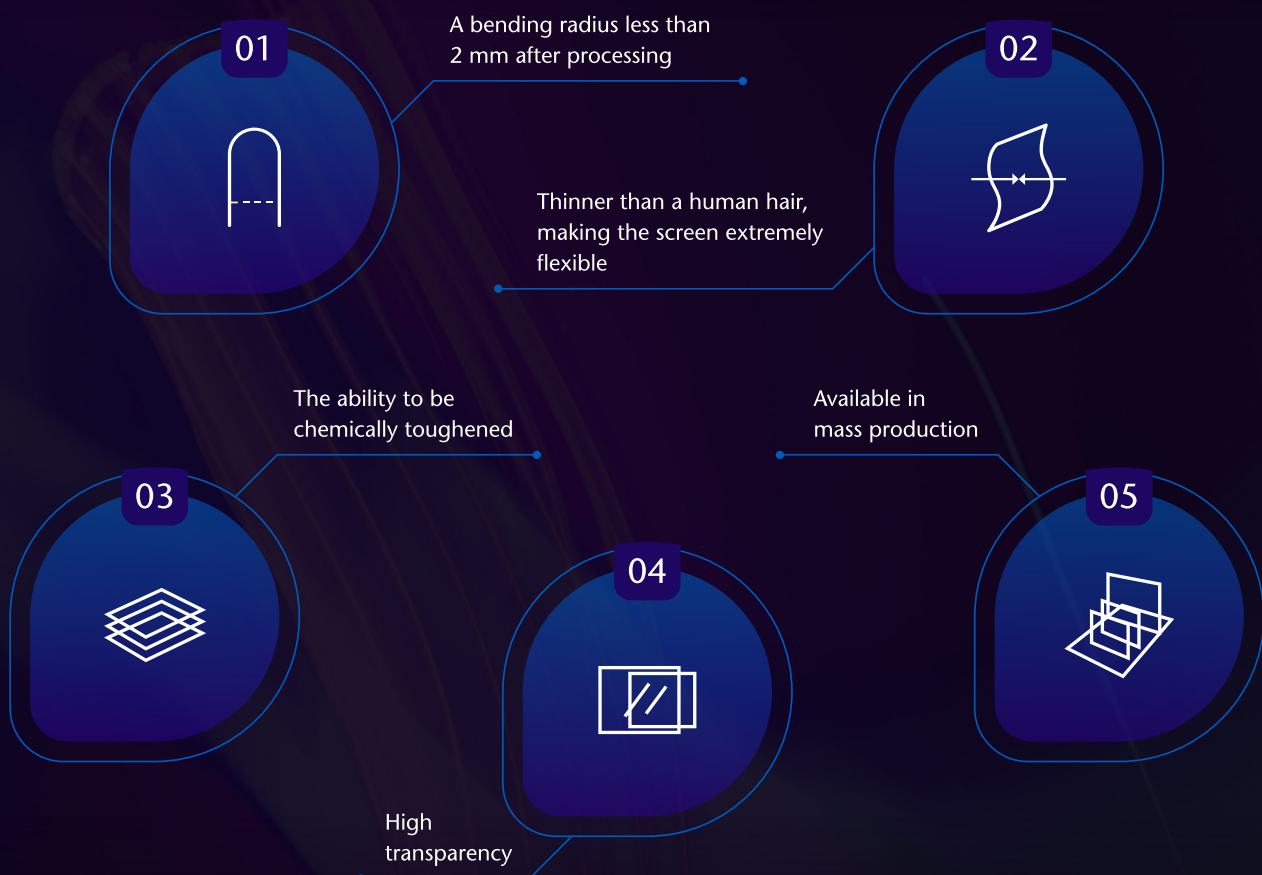 01
A bending radius less than
2 mm after processing
02
Thinner than a human hair,
making the screen extremely
flexible
03
The ability to be
chemically toughened
04
High
transparency
05
Available in
mass production